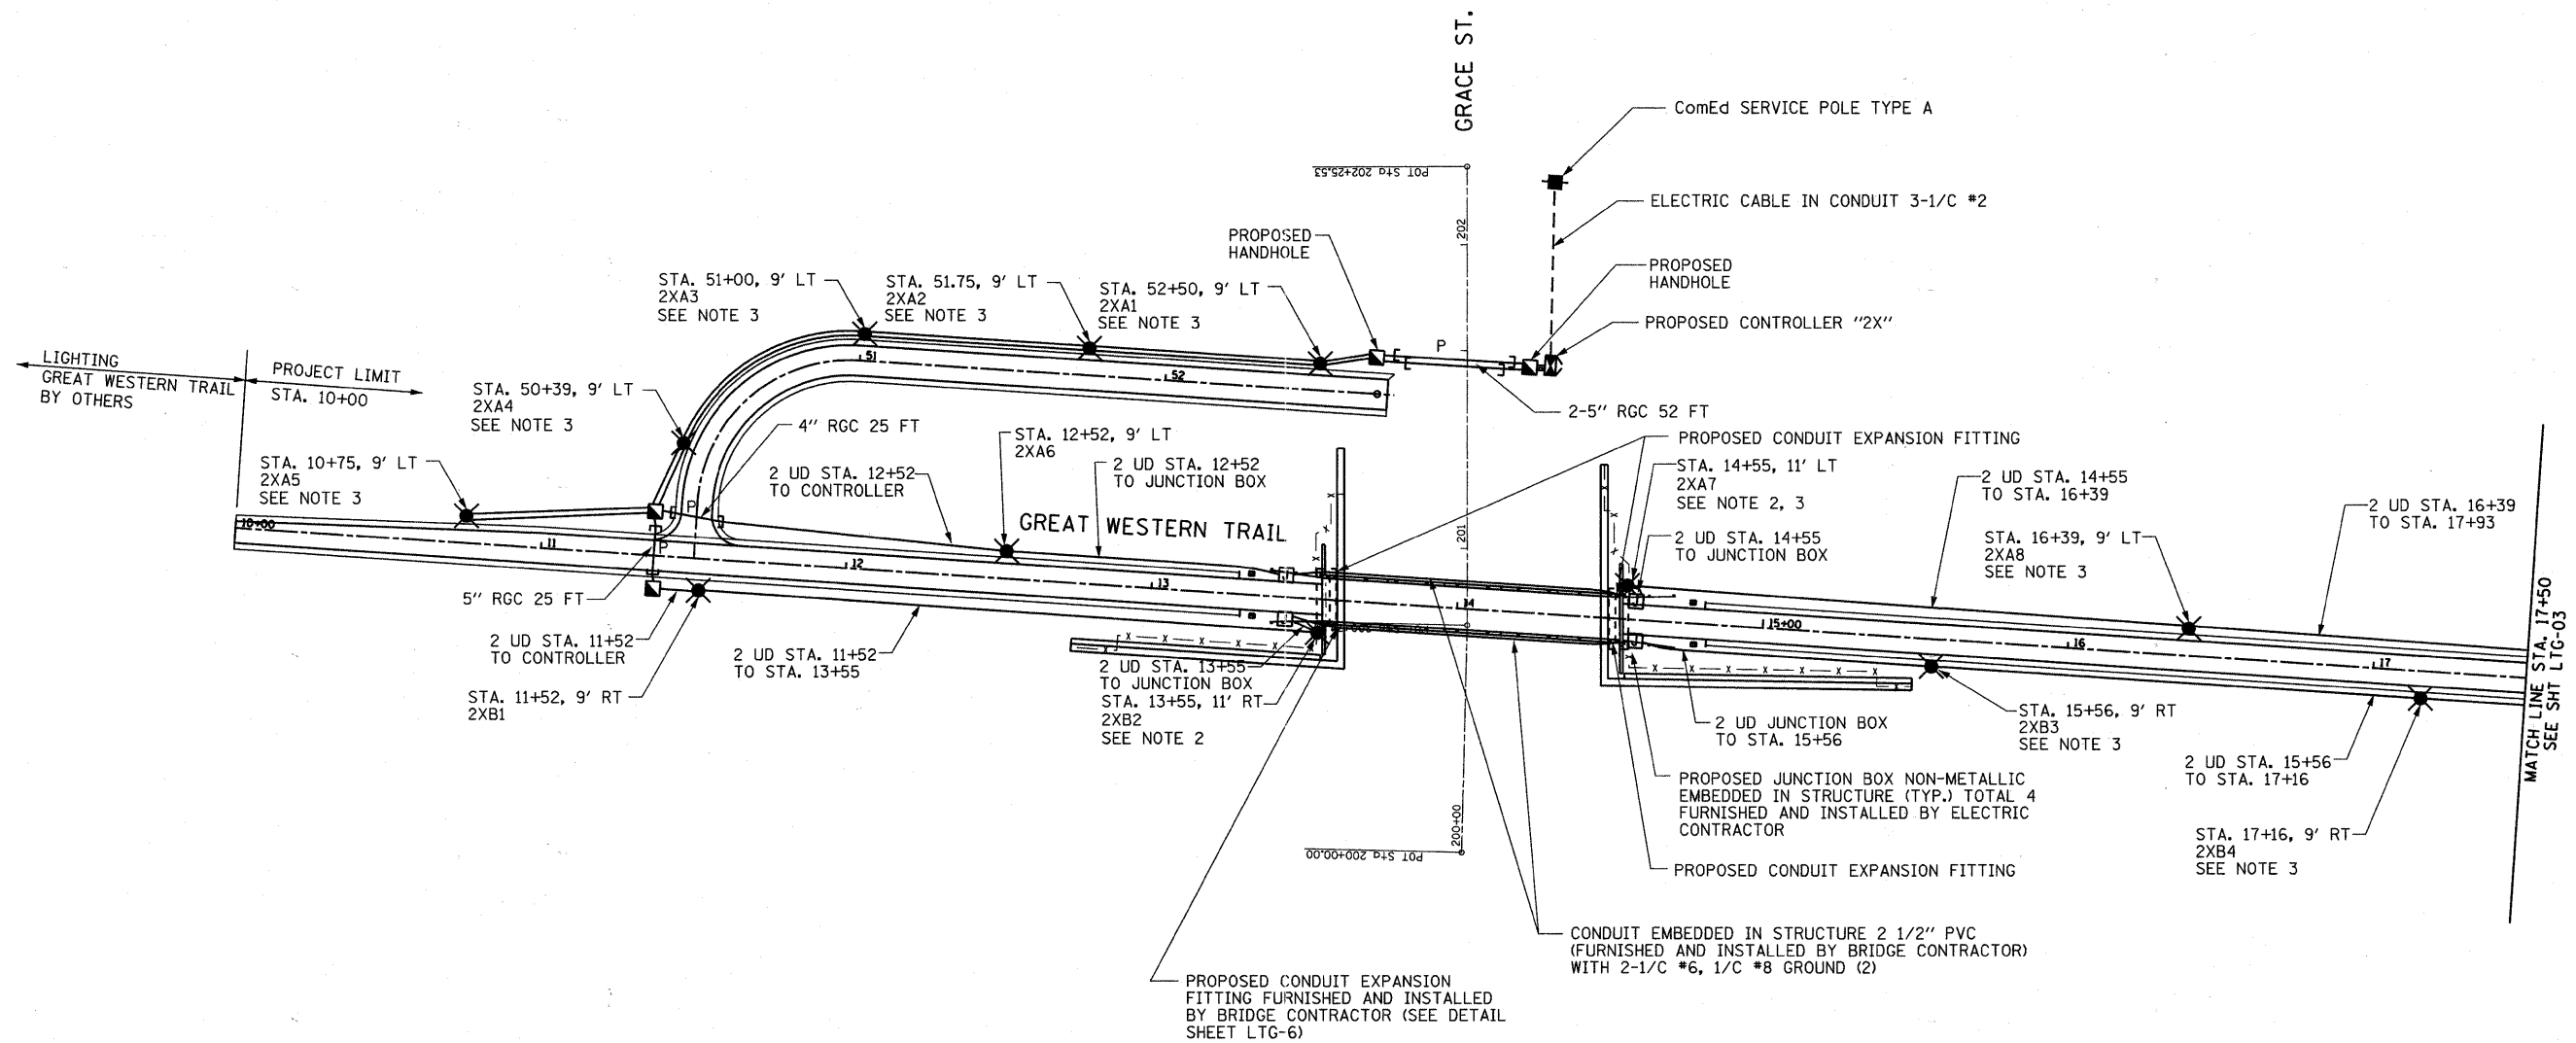 GRACE ST.
ComEd SERVICE POLE TYPE A
POT Sta 202+25.53
ELECTRIC CABLE IN CONDUIT 3-1/C #2
202
PROPOSED
HANDHOLE
PROPOSED
HANDHOLE
STA. 51+00, 9' LT
2XA3
SEE NOTE 3
STA. 51.75, 9' LT
2XA2
SEE NOTE 3
STA. 52+50, 9' LT
2XA1
SEE NOTE 3
PROPOSED CONTROLLER "2X"
P
LIGHTING
GREAT WESTERN TRAIL
BY OTHERS
PROJECT LIMIT
STA. 10+00
51
52
STA. 50+39, 9' LT
2XA4
SEE NOTE 3
4" RGC 25 FT
2-5" RGC 52 FT
STA. 12+52, 9' LT
2XA6
PROPOSED CONDUIT EXPANSION FITTING
STA. 10+75, 9' LT
2XA5
SEE NOTE 3
2 UD STA. 12+52
TO CONTROLLER
2 UD STA. 12+52
TO JUNCTION BOX
STA. 14+55, 11' LT
2XA7
SEE NOTE 2, 3
2 UD STA. 14+55
TO STA. 16+39
2 UD STA. 16+39
TO STA. 17+93
P
10+00
GREAT WESTERN TRAIL
201
2 UD STA. 14+55
TO JUNCTION BOX
STA. 16+39, 9' LT
2XA8
SEE NOTE 3
11
P
12
13
14
15+00
16
17
5" RGC 25 FT
2 UD STA. 11+52
TO CONTROLLER
2 UD STA. 11+52
TO STA. 13+55
2 UD STA. 13+55
TO JUNCTION BOX
STA. 13+55, 11' RT
2XB2
SEE NOTE 2
STA. 11+52, 9' RT
2XB1
2 UD JUNCTION BOX
TO STA. 15+56
STA. 15+56, 9' RT
2XB3
SEE NOTE 3
2 UD STA. 15+56
TO STA. 17+16
MATCH LINE STA. 17+50
SEE SHT LTG-03
PROPOSED JUNCTION BOX NON-METALLIC
EMBEDDED IN STRUCTURE (TYP.) TOTAL 4
FURNISHED AND INSTALLED BY ELECTRIC
CONTRACTOR
200+00
POT Sta 200+00.00
STA. 17+16, 9' RT
2XB4
SEE NOTE 3
PROPOSED CONDUIT EXPANSION FITTING
CONDUIT EMBEDDED IN STRUCTURE 2 1/2" PVC
(FURNISHED AND INSTALLED BY BRIDGE CONTRACTOR)
WITH 2-1/C #6, 1/C #8 GROUND (2)
PROPOSED CONDUIT EXPANSION
FITTING FURNISHED AND INSTALLED
BY BRIDGE CONTRACTOR (SEE DETAIL
SHEET LTG-6)